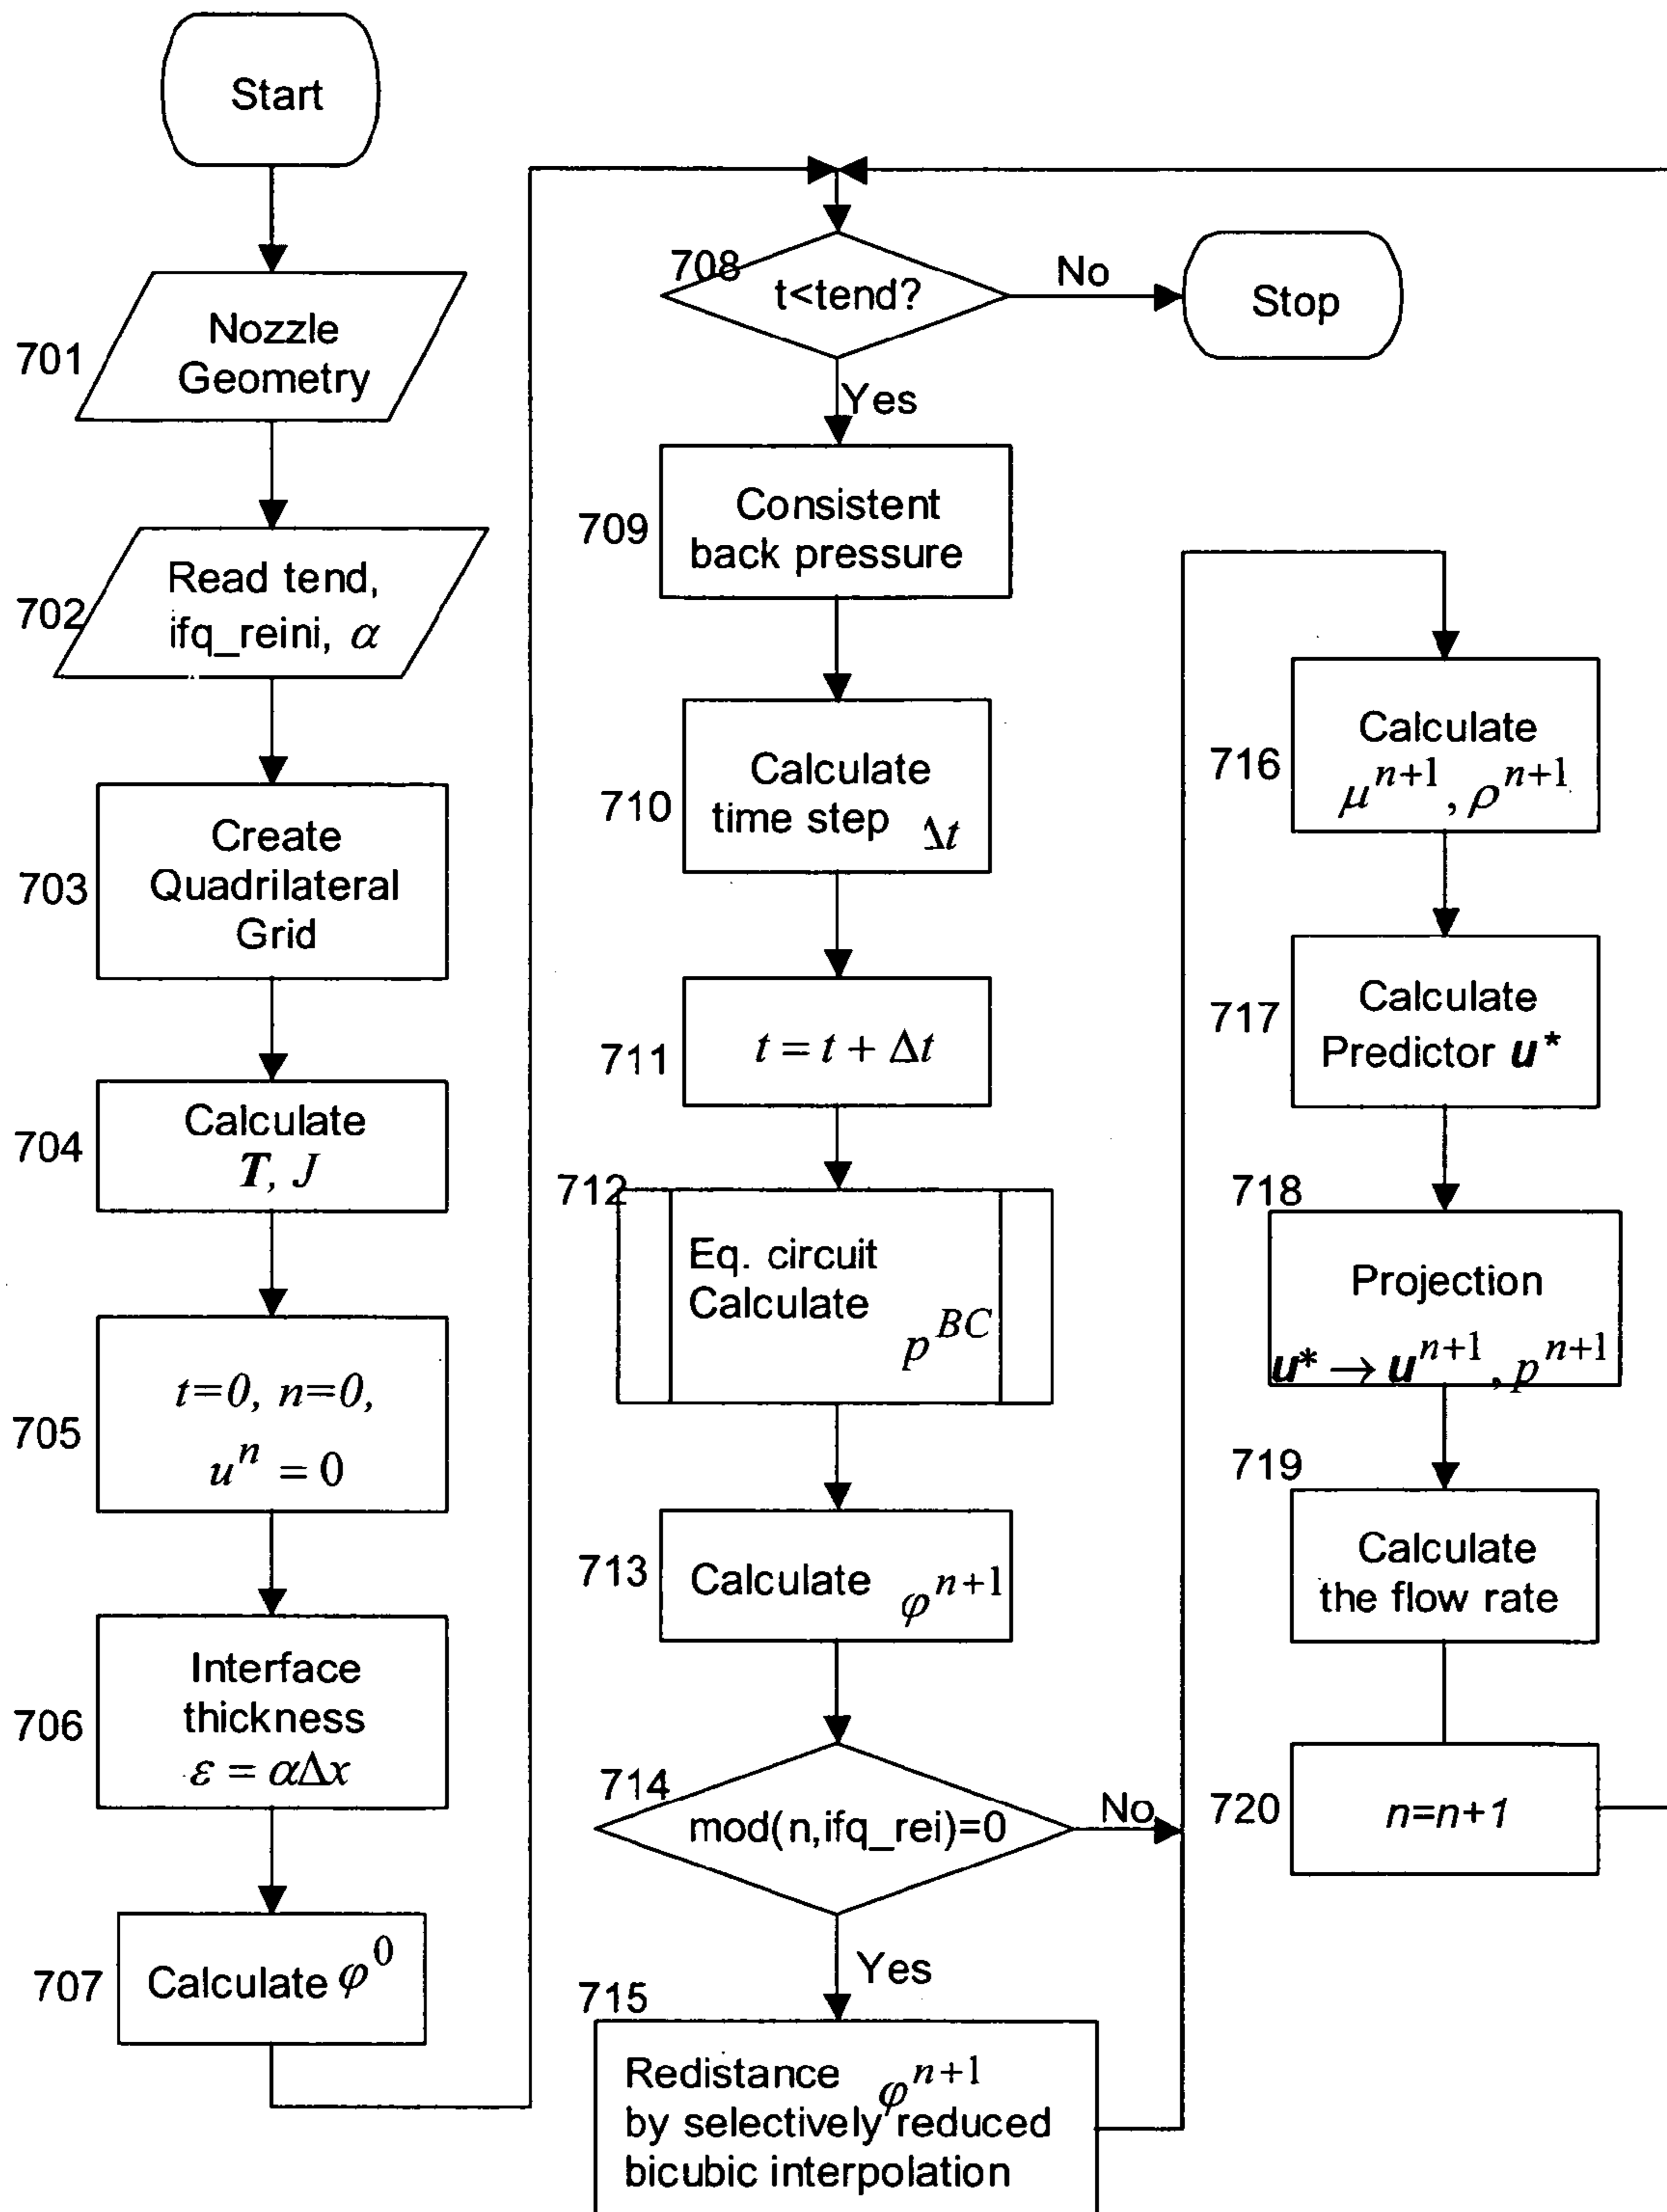 Start
701
Nozzle
Geometry
702
Read tend,
ifq_reini, α
703
Create
Quadrilateral
Grid
704
Calculate
T, J
705
t=0, n=0,
uⁿ = 0
706
Interface
thickness
ε = αΔx
707
Calculate φ⁰
708
t<tend?
No
Stop
Yes
709
Consistent
back pressure
710
Calculate
time step Δt
711
t = t + Δt
712
Eq. circuit
Calculate
p^{BC}
713
Calculate φ^{n+1}
714
mod(n,ifq_rei)=0
No
Yes
715
Redistance φ^{n+1}
by selectively reduced
bicubic interpolation
716
Calculate
μ^{n+1}, ρ^{n+1}
717
Calculate
Predictor u*
718
Projection
u* → u^{n+1}, p^{n+1}
719
Calculate
the flow rate
720
n=n+1